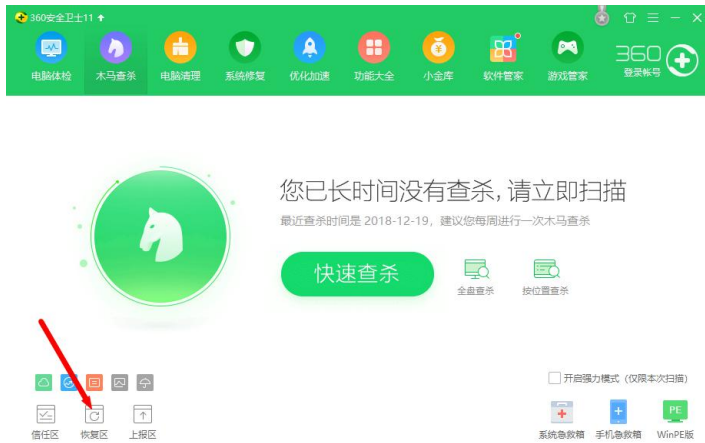 360安全卫士11
电脑体检 木马查杀 电脑清理 系统修复 优化加速 功能大全 小金库 软件管家 游戏管家
360
登录帐号
您已长时间没有查杀, 请立即扫描
最近查杀时间是 2018-12-19, 建议您每周进行一次木马查杀
快速查杀
全盘查杀 按位置查杀
开启强力模式 (仅限本次扫描)
PE
信任区 恢复区 上报区 系统急救箱 手机急救箱 WinPE版